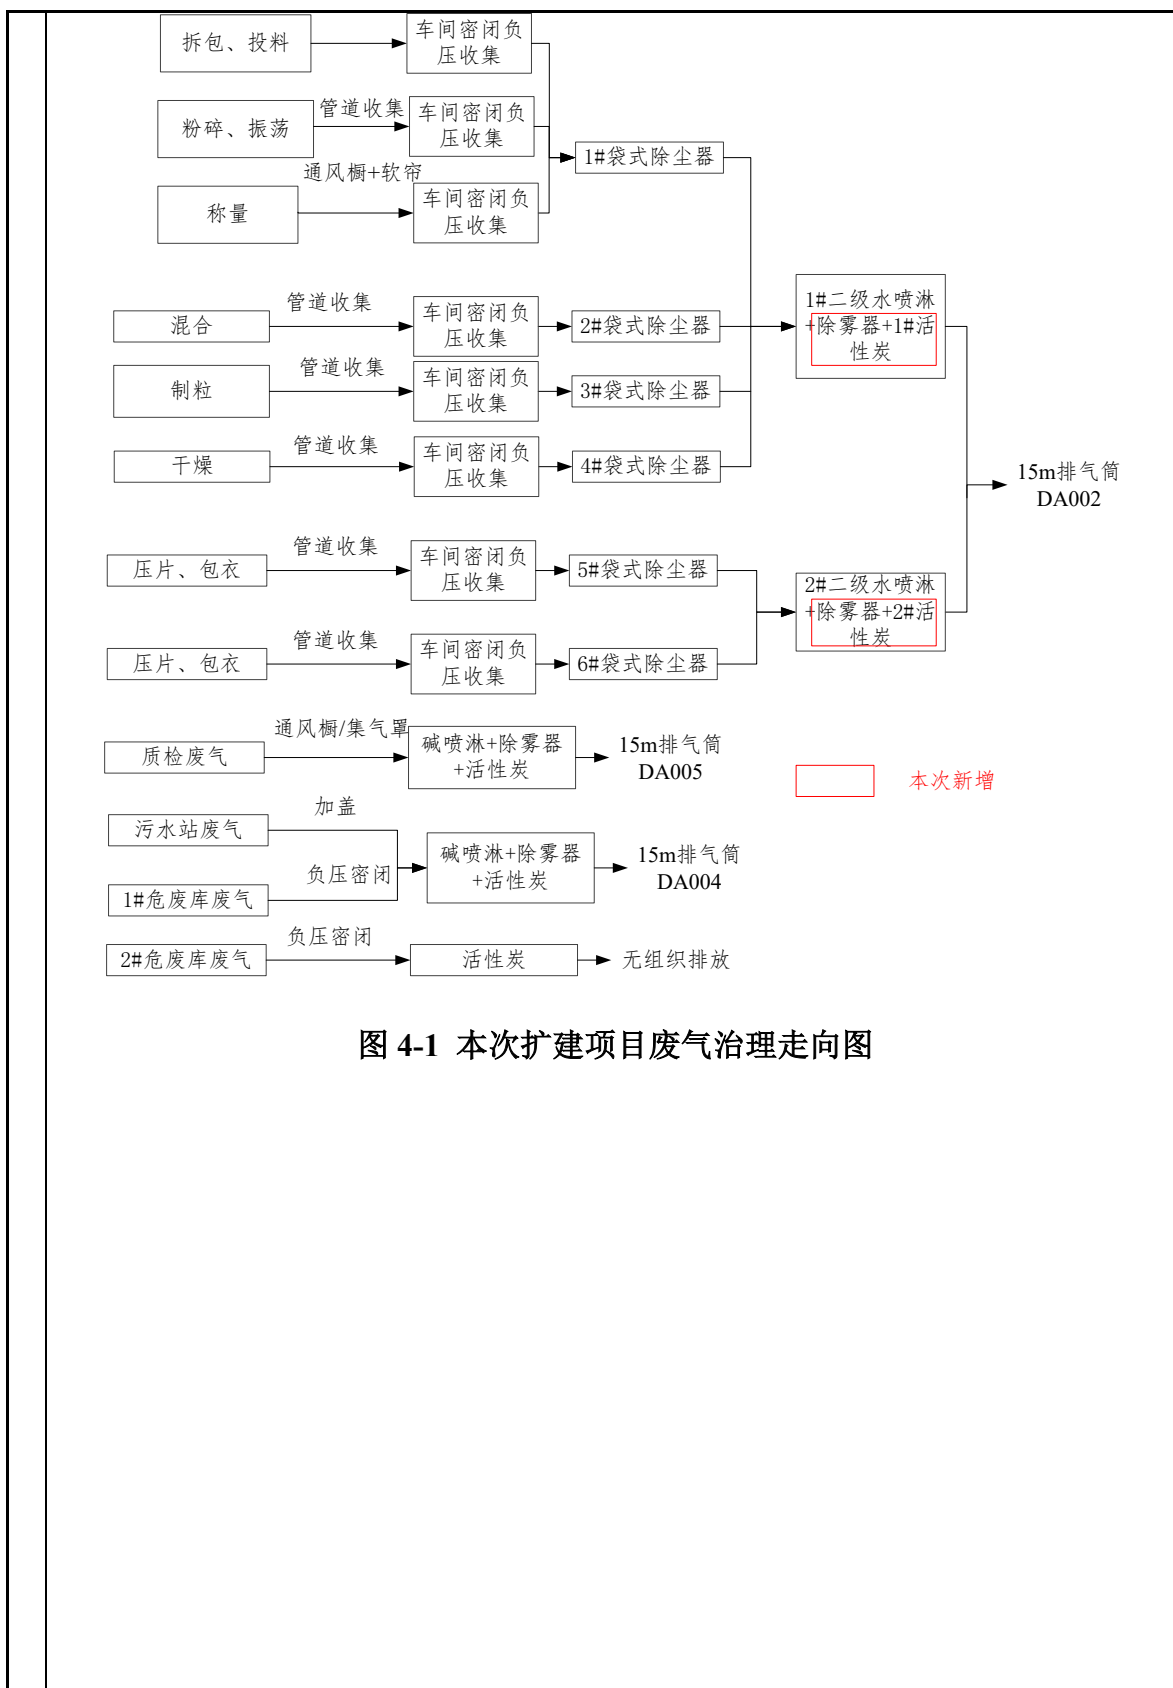 拆包、投料
车间密闭负
压收集
粉碎、振荡
管道收集
车间密闭负
压收集
1#袋式除尘器
通风橱+软帘
称量
车间密闭负
压收集
混合
管道收集
车间密闭负
压收集
2#袋式除尘器
1#二级水喷淋
+除雾器+1#活
性炭
制粒
管道收集
车间密闭负
压收集
3#袋式除尘器
干燥
管道收集
车间密闭负
压收集
4#袋式除尘器
15m排气筒
DA002
压片、包衣
管道收集
车间密闭负
压收集
5#袋式除尘器
2#二级水喷淋
+除雾器+2#活
性炭
压片、包衣
管道收集
车间密闭负
压收集
6#袋式除尘器
质检废气
通风橱/集气罩
碱喷淋+除雾器
+活性炭
15m排气筒
DA005
本次新增
污水站废气
加盖
1#危废库废气
负压密闭
碱喷淋+除雾器
+活性炭
15m排气筒
DA004
2#危废库废气
负压密闭
活性炭
无组织排放
图 4-1 本次扩建项目废气治理走向图